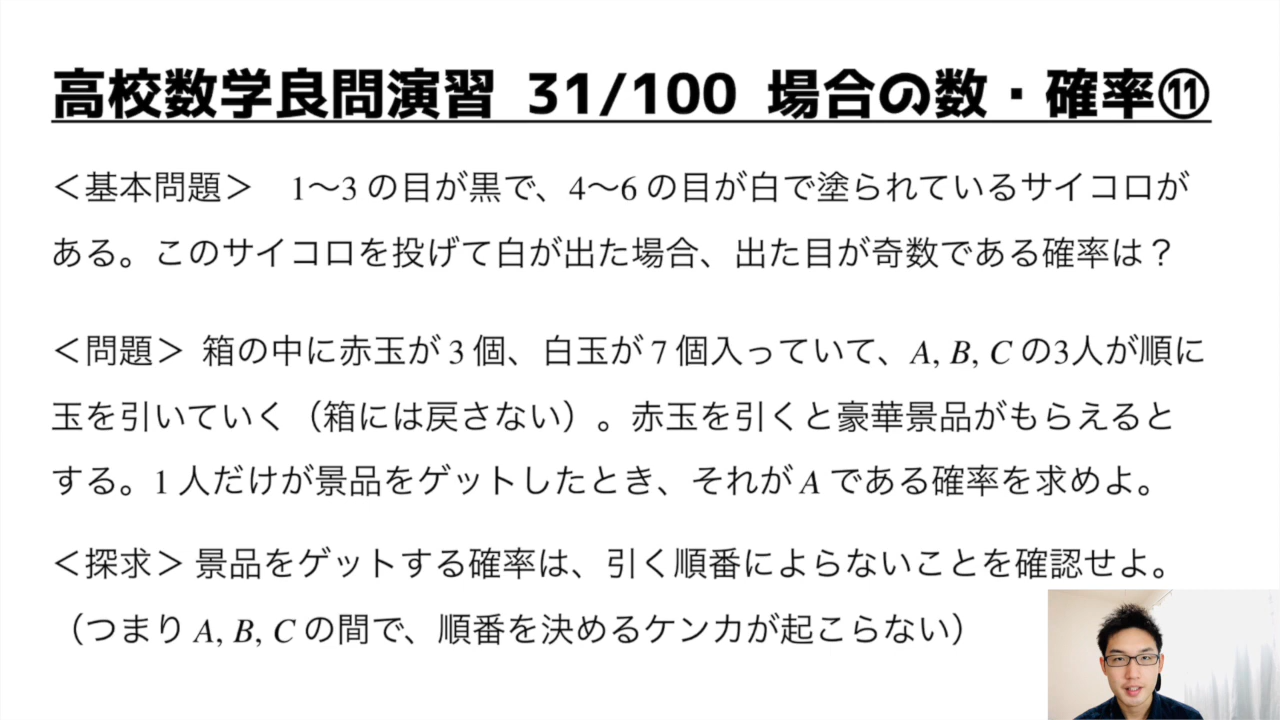 高校数学良問演習 31/100 場合の数・確率⑪
＜基本問題＞ 1〜3 の目が黒で、4〜6 の目が白で塗られているサイコロが
ある。このサイコロを投げて白が出た場合、出た目が奇数である確率は？
＜問題＞ 箱の中に赤玉が 3 個、白玉が 7 個入っていて、A, B, C の3人が順に
玉を引いていく（箱には戻さない）。赤玉を引くと豪華景品がもらえると
する。1 人だけが景品をゲットしたとき、それが A である確率を求めよ。
＜探求＞ 景品をゲットする確率は、引く順番によらないことを確認せよ。
（つまり A, B, C の間で、順番を決めるケンカが起こらない）